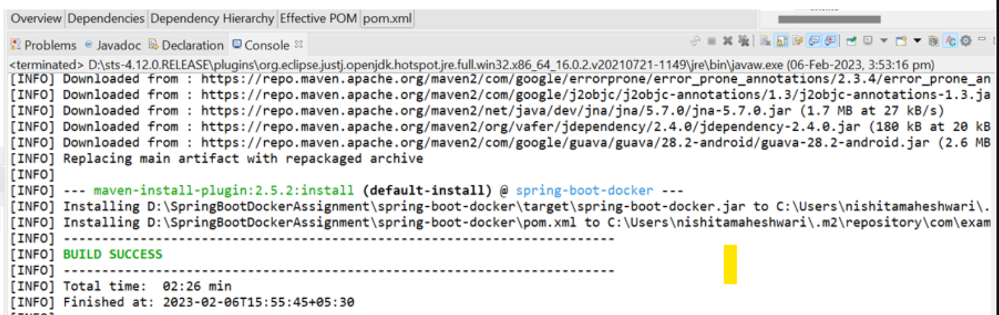 Overview Dependencies Dependency Hierarchy Effective POM pom.xml
Problems Javadoc Declaration Console
<terminated> D:\sts-4.12.0.RELEASE\plugins\org.eclipse.justj.openjdk.hotspot.jre.full.win32.x86_64_16.0.2.v20210721-1149\jre\bin\javaw.exe (06-Feb-2023, 3:53:16 pm)
[INFO] Downloaded from : https://repo.maven.apache.org/maven2/com/google/errorprone/error_prone_annotations/2.3.4/error_prone_an
[INFO] Downloaded from : https://repo.maven.apache.org/maven2/com/google/j2objc/j2objc-annotations/1.3/j2objc-annotations-1.3.ja
[INFO] Downloaded from : https://repo.maven.apache.org/maven2/net/java/dev/jna/jna/5.7.0/jna-5.7.0.jar (1.7 MB at 27 kB/s)
[INFO] Downloaded from : https://repo.maven.apache.org/maven2/org/vafer/jdependency/2.4.0/jdependency-2.4.0.jar (180 kB at 20 kB
[INFO] Downloaded from : https://repo.maven.apache.org/maven2/com/google/guava/guava/28.2-android/guava-28.2-android.jar (2.6 MB
[INFO] Replacing main artifact with repackaged archive
[INFO]
[INFO] --- maven-install-plugin:2.5.2:install (default-install) @ spring-boot-docker ---
[INFO] Installing D:\SpringBootDockerAssignment\spring-boot-docker\target\spring-boot-docker.jar to C:\Users\nishitamaheshwari\.
[INFO] Installing D:\SpringBootDockerAssignment\spring-boot-docker\pom.xml to C:\Users\nishitamaheshwari\.m2\repository\com\exam
[INFO] ------------------------------------------------------------------------
[INFO] BUILD SUCCESS
[INFO] ------------------------------------------------------------------------
[INFO] Total time:  02:26 min
[INFO] Finished at: 2023-02-06T15:55:45+05:30